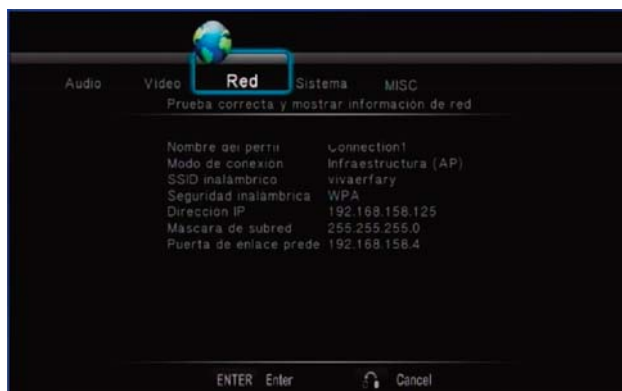 Audio Video Red Sistema MISC
Prueba correcta y mostrar información de red
Nombre del perfil Connection1
Modo de conexión Infraestructura (AP)
SSID inalámbrico vivaerfary
Seguridad inalámbrica WPA
Dirección IP 192.168.158.125
Mascara de subred 255.255.255.0
Puerta de enlace prede 192.168.158.4
ENTER Enter Cancel